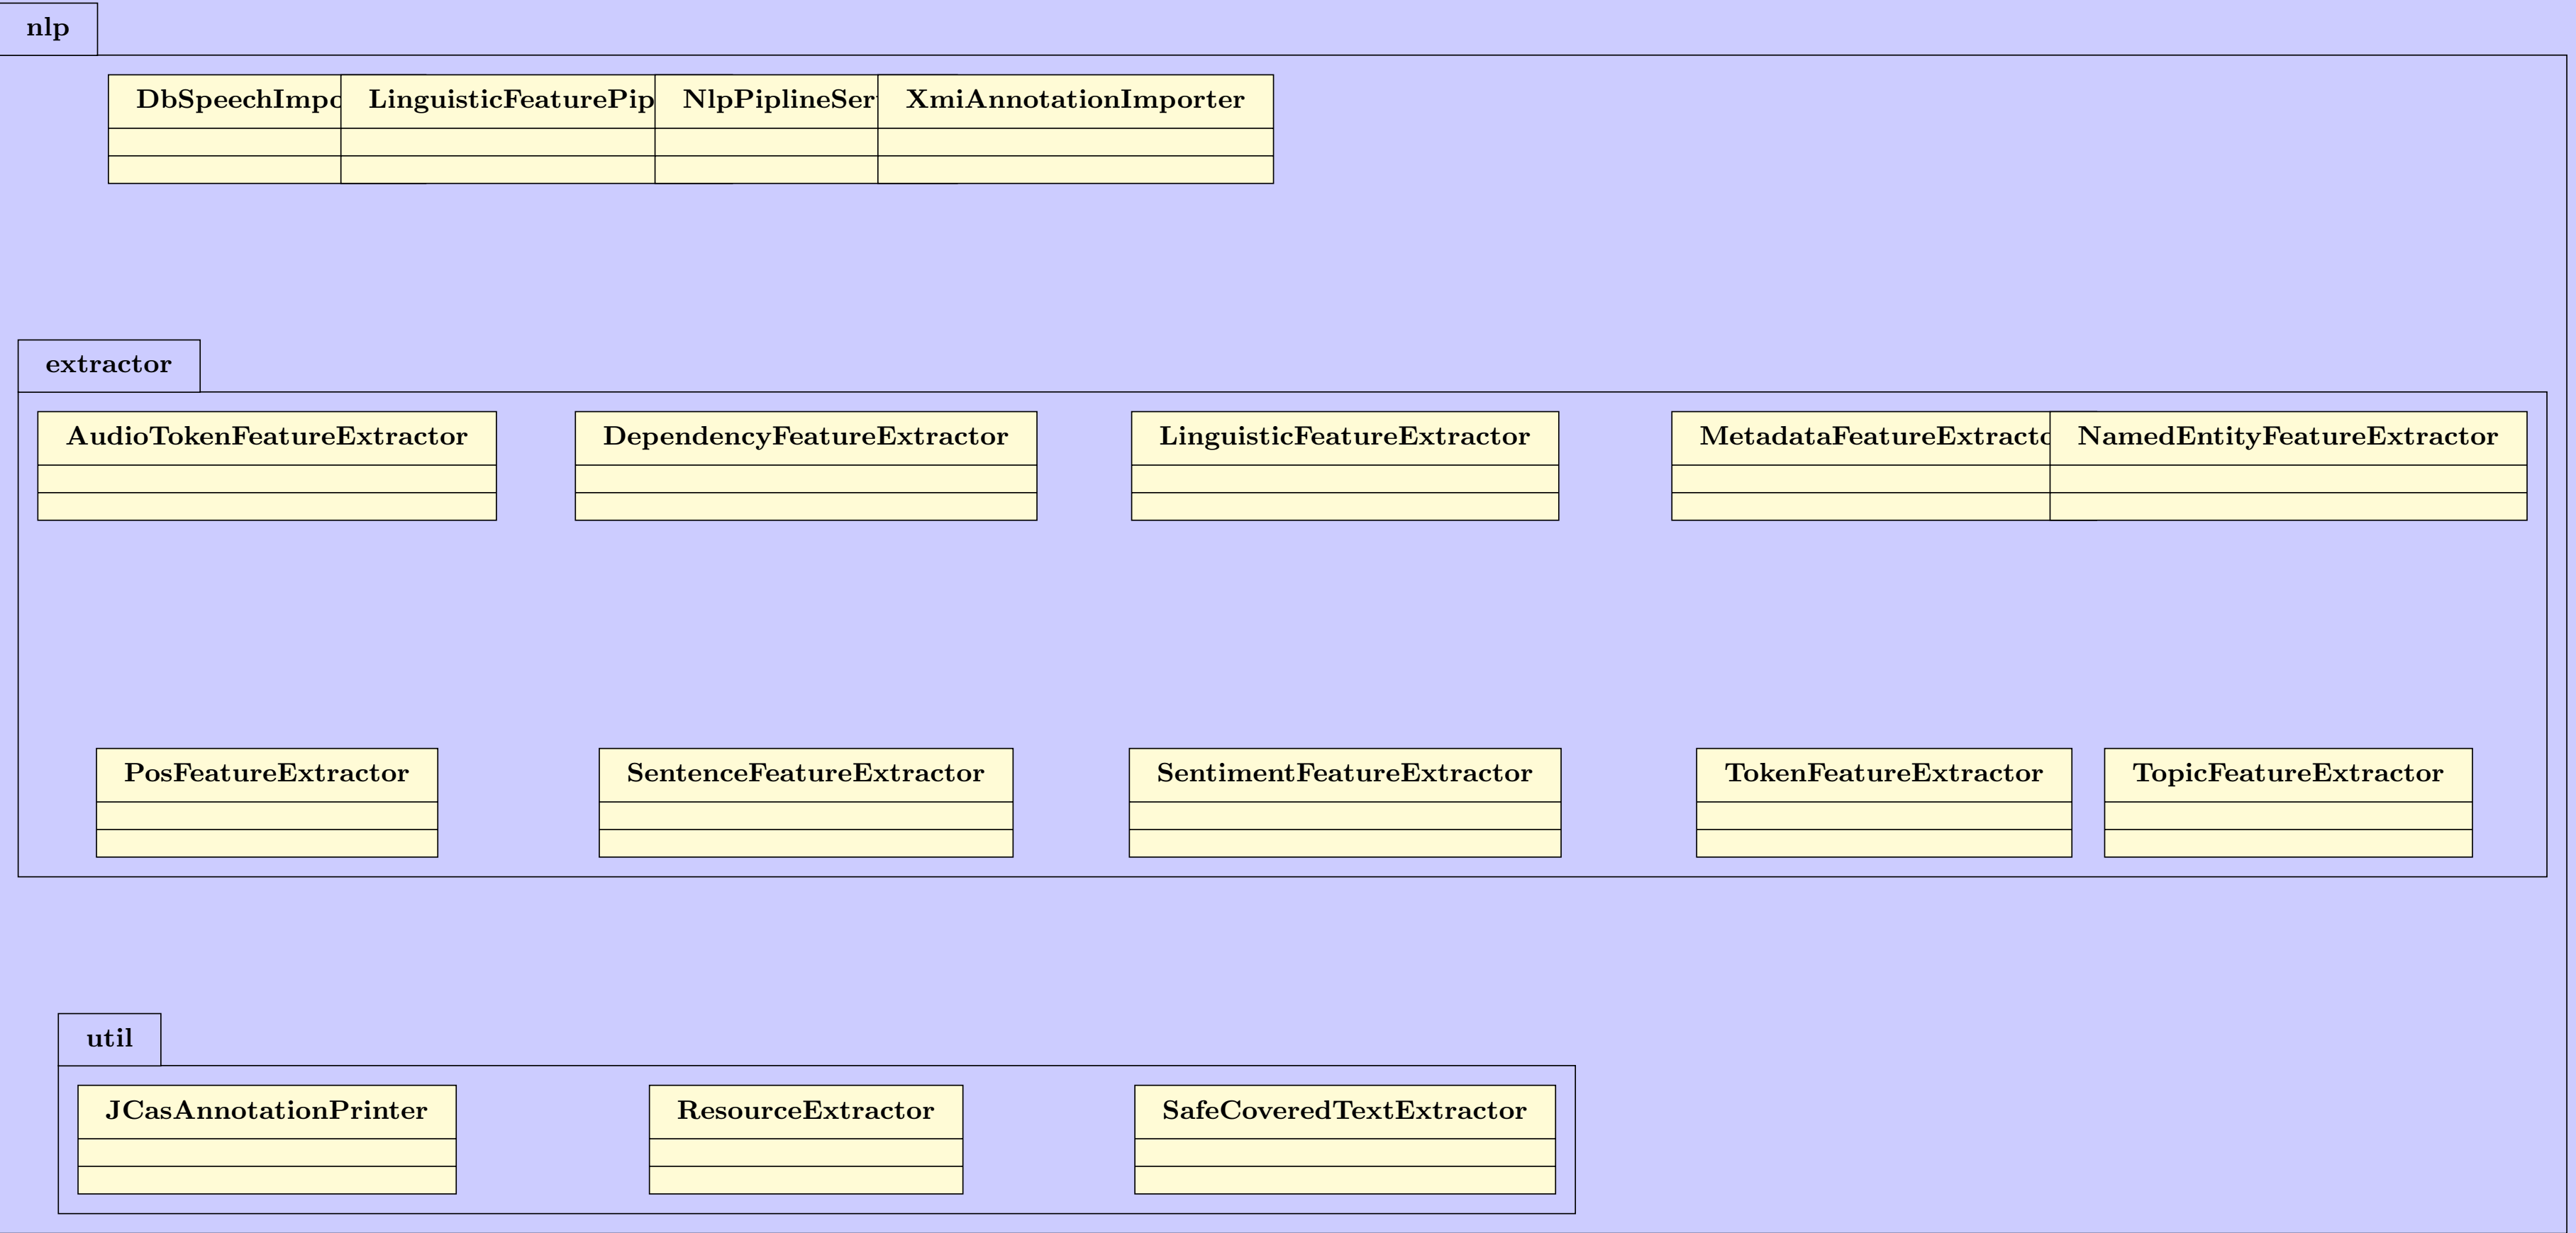 nlp
DbSpeechImpo LinguisticFeaturePip NlpPiplineSer XmiAnnotationImporter
extractor
AudioTokenFeatureExtractor DependencyFeatureExtractor LinguisticFeatureExtractor MetadataFeatureExtracto NamedEntityFeatureExtractor
PosFeatureExtractor SentenceFeatureExtractor SentimentFeatureExtractor TokenFeatureExtractor TopicFeatureExtractor
util
JCasAnnotationPrinter ResourceExtractor SafeCoveredTextExtractor